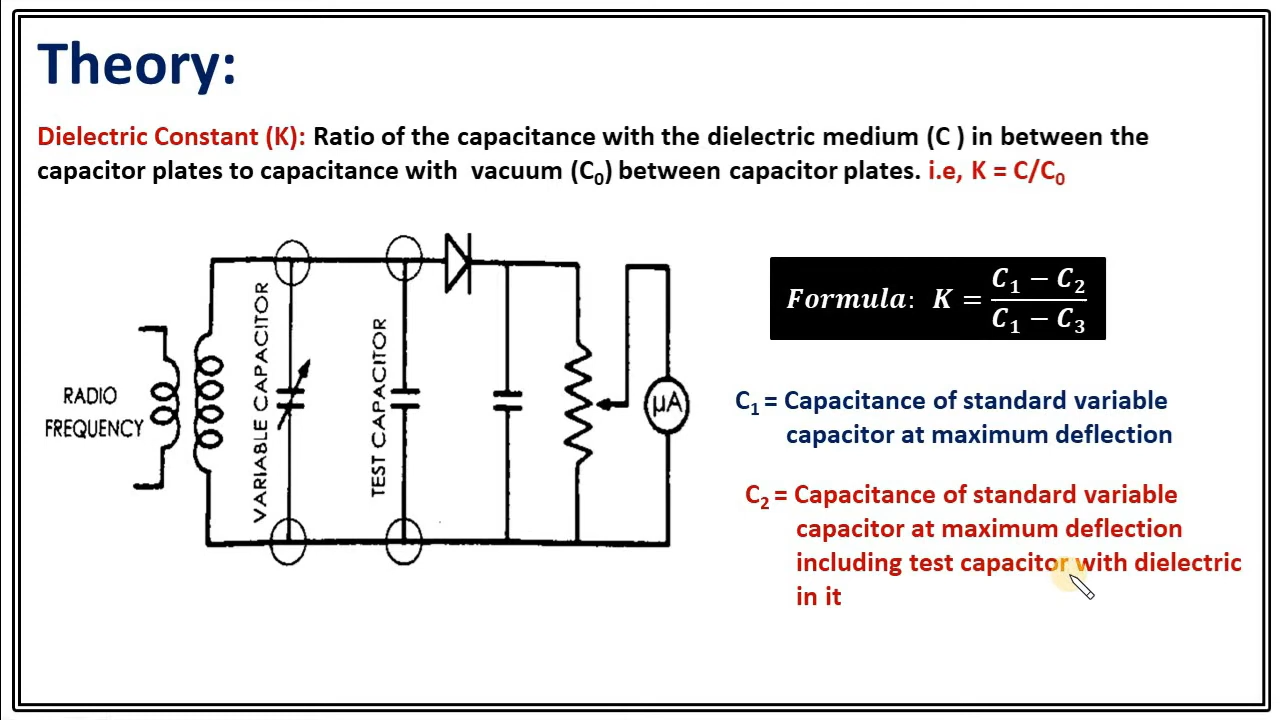 Theory:
Dielectric Constant (K): Ratio of the capacitance with the dielectric medium (C ) in between the
capacitor plates to capacitance with vacuum (C₀) between capacitor plates. i.e, K = C/C₀
RADIO
FREQUENCY
VARIABLE CAPACITOR
TEST CAPACITOR
μA
Formula: K = (C₁ − C₂)/(C₁ − C₃)
C₁ = Capacitance of standard variable
capacitor at maximum deflection
C₂ = Capacitance of standard variable
capacitor at maximum deflection
including test capacitor with dielectric
in it